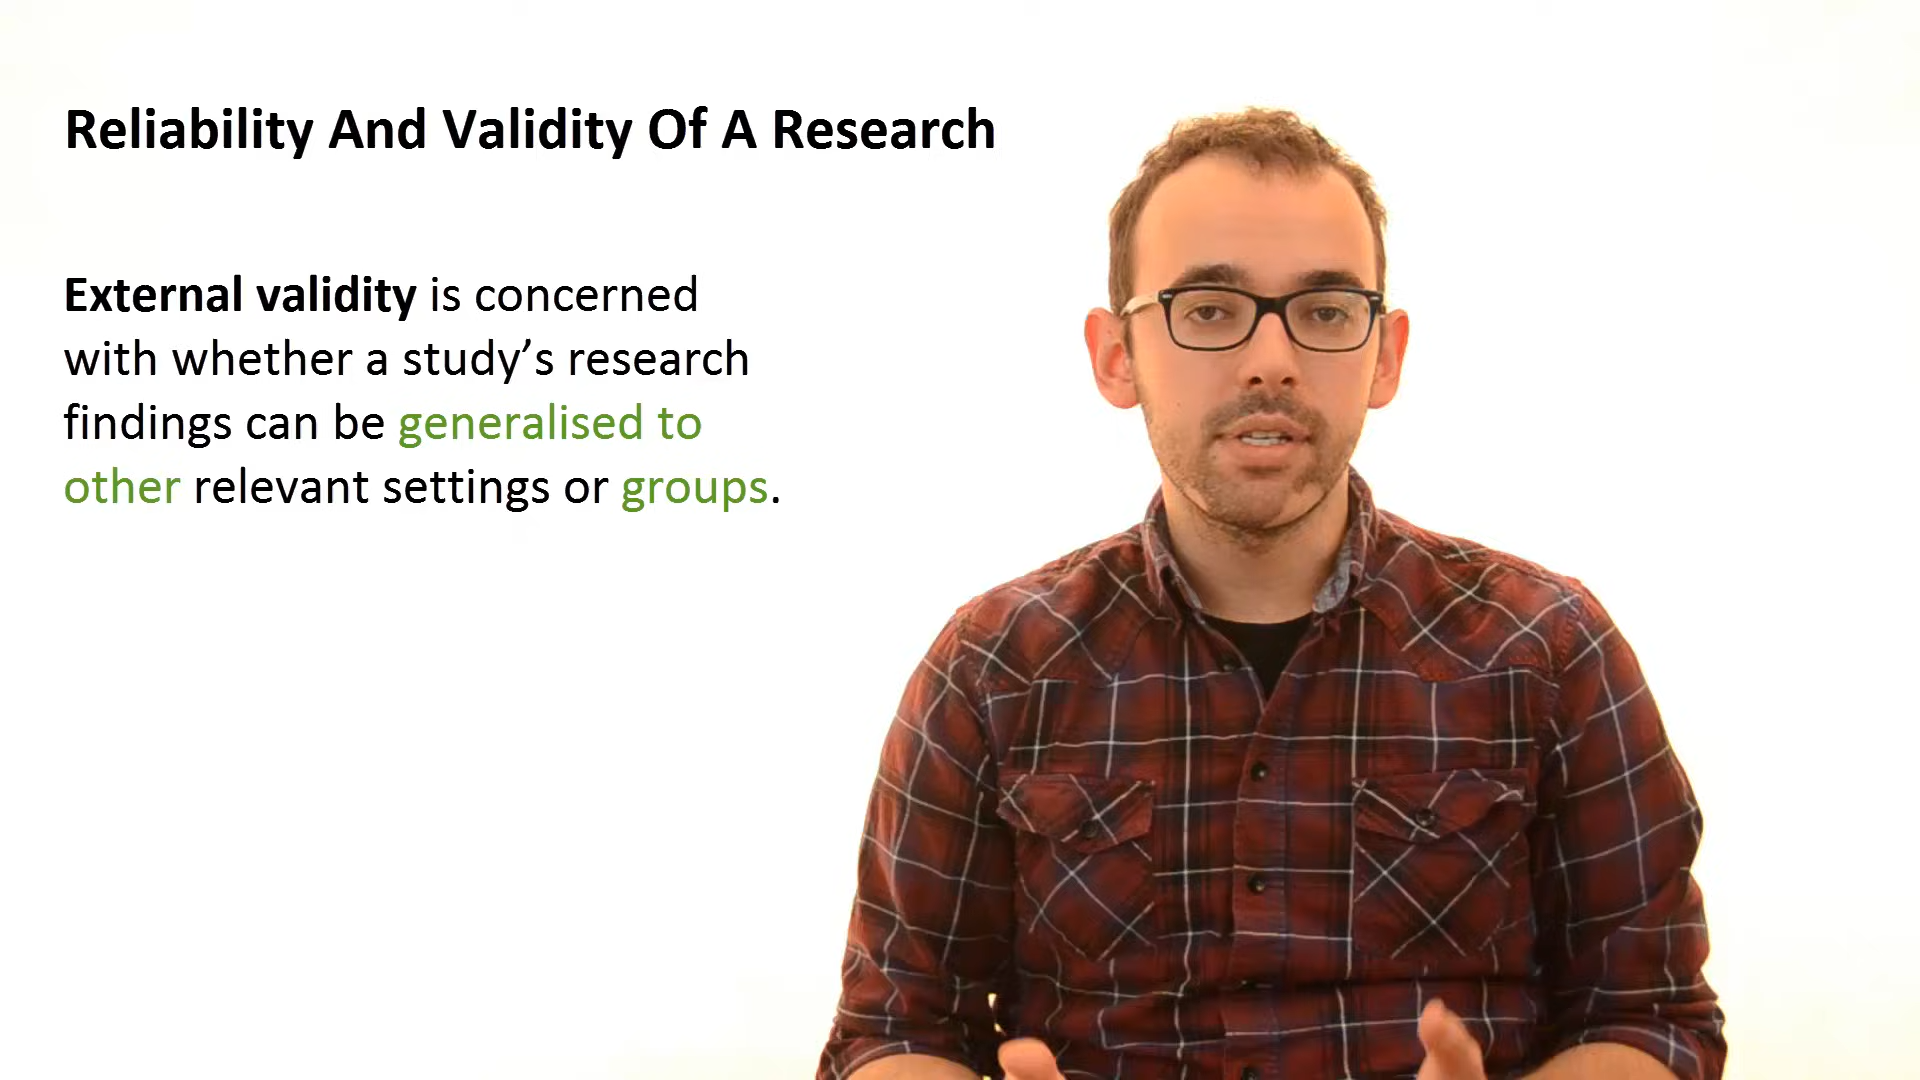 Reliability And Validity Of A Research
External validity is concerned
with whether a study’s research
findings can be generalised to
other relevant settings or groups.